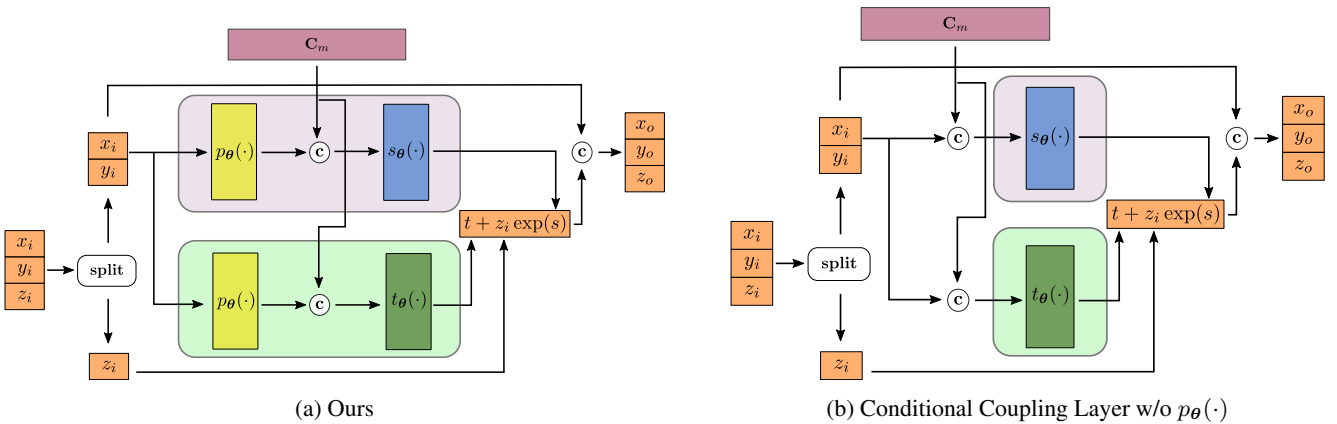 C_m
x_i
y_i
p_θ(·)
c
s_θ(·)
c
x_o
y_o
z_o
t + z_i exp(s)
x_i
y_i
z_i
split
p_θ(·)
c
t_θ(·)
z_i
(a) Ours
C_m
x_i
y_i
c
s_θ(·)
c
x_o
y_o
z_o
t + z_i exp(s)
x_i
y_i
z_i
split
c
t_θ(·)
z_i
(b) Conditional Coupling Layer w/o p_θ(·)